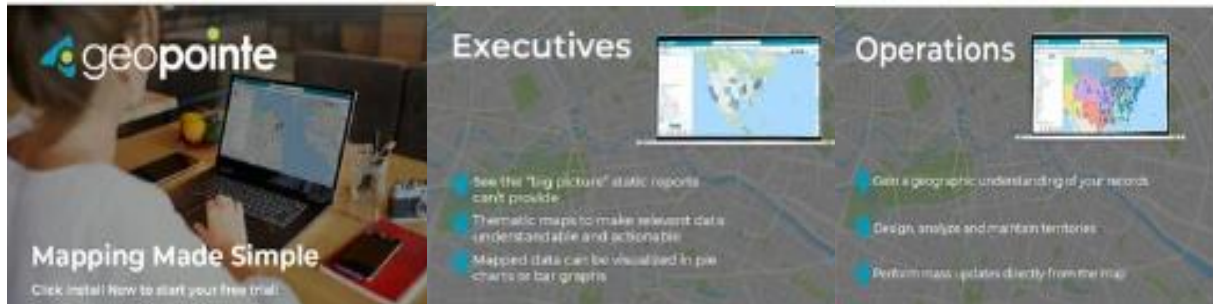 geopointe
Mapping Made Simple
Click Install Now to start your free trial!
Executives
See the "big picture" static reports
can't provide
Thematic maps to make relevant data
understandable and actionable
Mapped data can be visualized in pie
charts or bar graphs
Operations
Gain a geographic understanding of your records
Design, analyze and maintain territories
Perform mass updates directly from the map